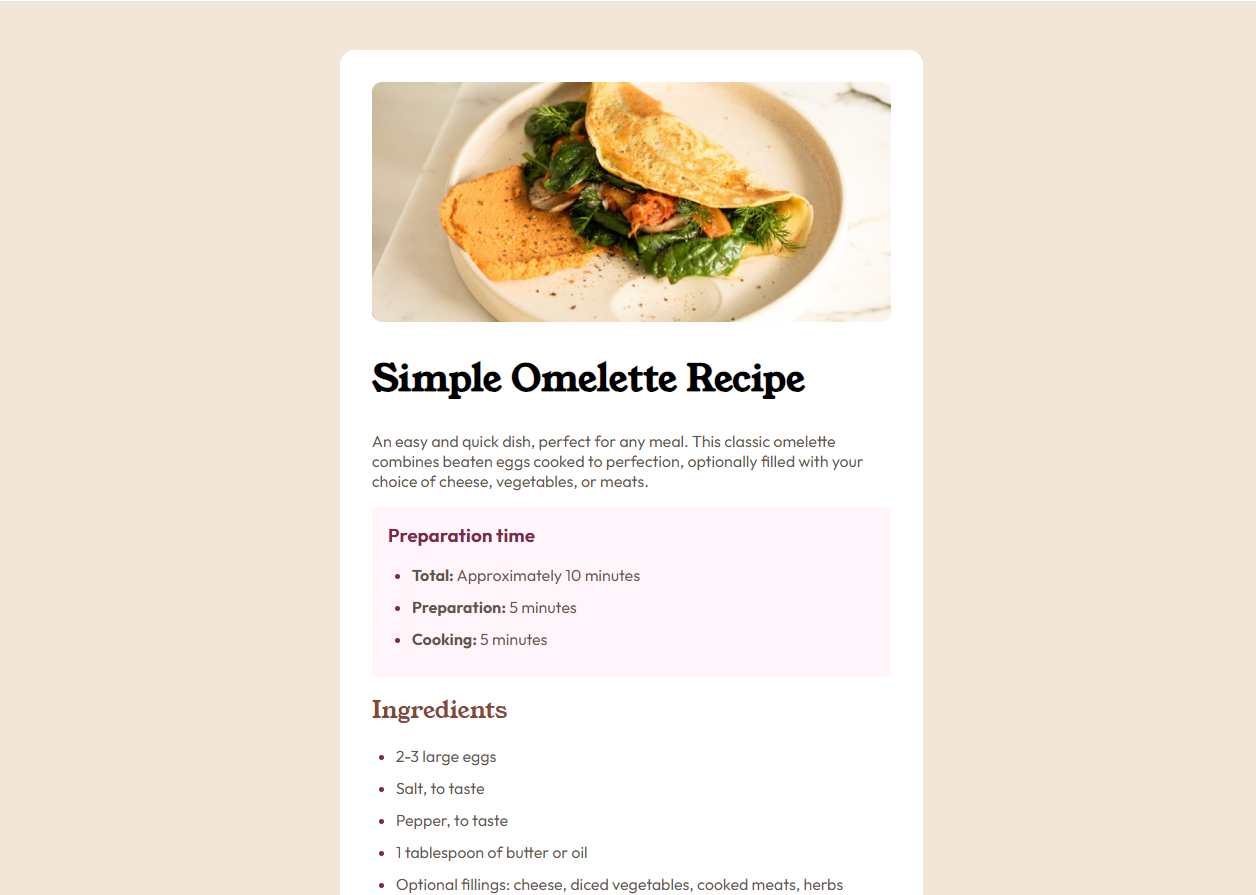 Simple Omelette Recipe
An easy and quick dish, perfect for any meal. This classic omelette
combines beaten eggs cooked to perfection, optionally filled with your
choice of cheese, vegetables, or meats.
Preparation time
Total: Approximately 10 minutes
Preparation: 5 minutes
Cooking: 5 minutes
Ingredients
2-3 large eggs
Salt, to taste
Pepper, to taste
1 tablespoon of butter or oil
Optional fillings: cheese, diced vegetables, cooked meats, herbs